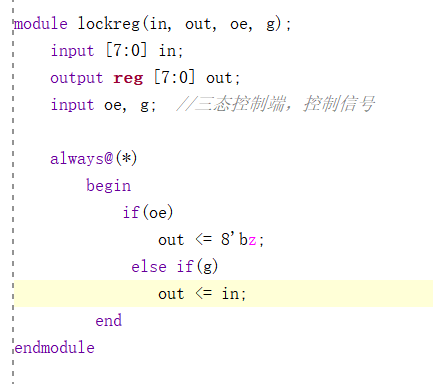 module lockreg(in, out, oe, g);
    input [7:0] in;
    output reg [7:0] out;
    input oe, g;  //三态控制端，控制信号
    always@(*)
        begin
            if(oe)
                out <= 8'bz;
             else if(g)
                out <= in;
         end
endmodule